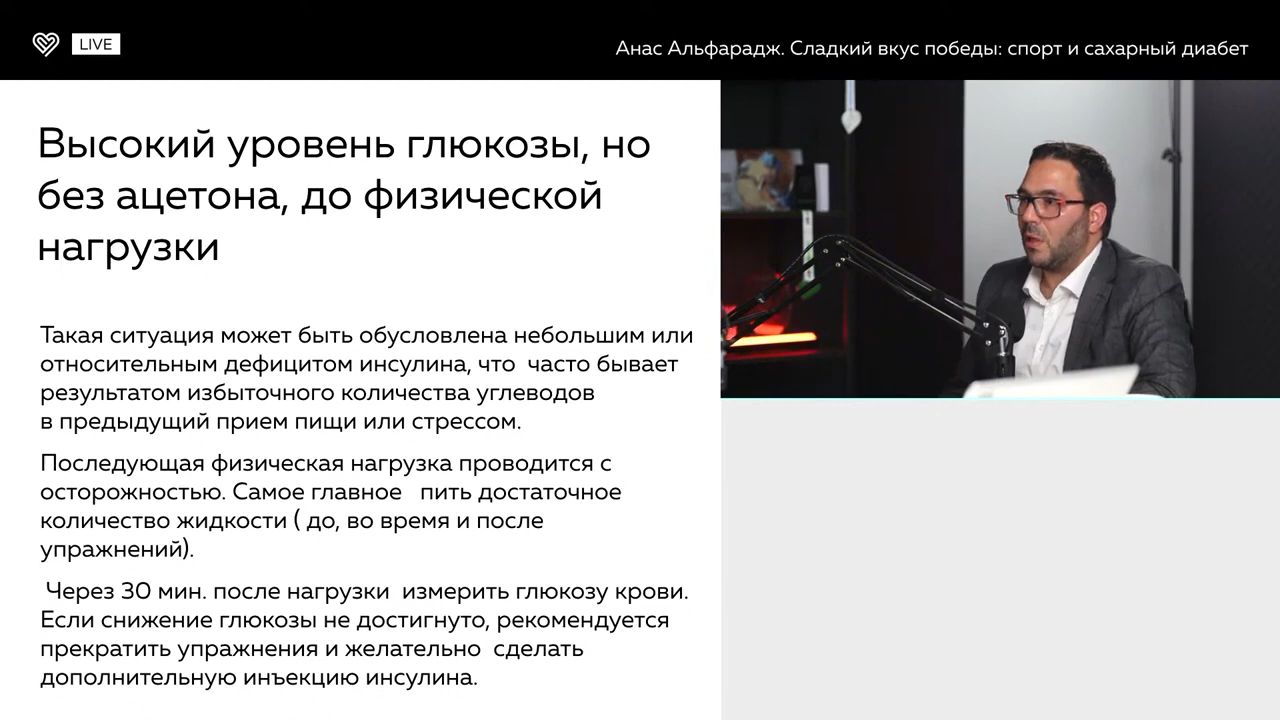 LIVE
Анас Альфарадж. Сладкий вкус победы: спорт и сахарный диабет
Высокий уровень глюкозы, но
без ацетона, до физической
нагрузки
Такая ситуация может быть обусловлена небольшим или
относительным дефицитом инсулина, что  часто бывает
результатом избыточного количества углеводов
в предыдущий прием пищи или стрессом.
Последующая физическая нагрузка проводится с
осторожностью. Самое главное   пить достаточное
количество жидкости ( до, во время и после
упражнений).
Через 30 мин. после нагрузки  измерить глюкозу крови.
Если снижение глюкозы не достигнуто, рекомендуется
прекратить упражнения и желательно  сделать
дополнительную инъекцию инсулина.